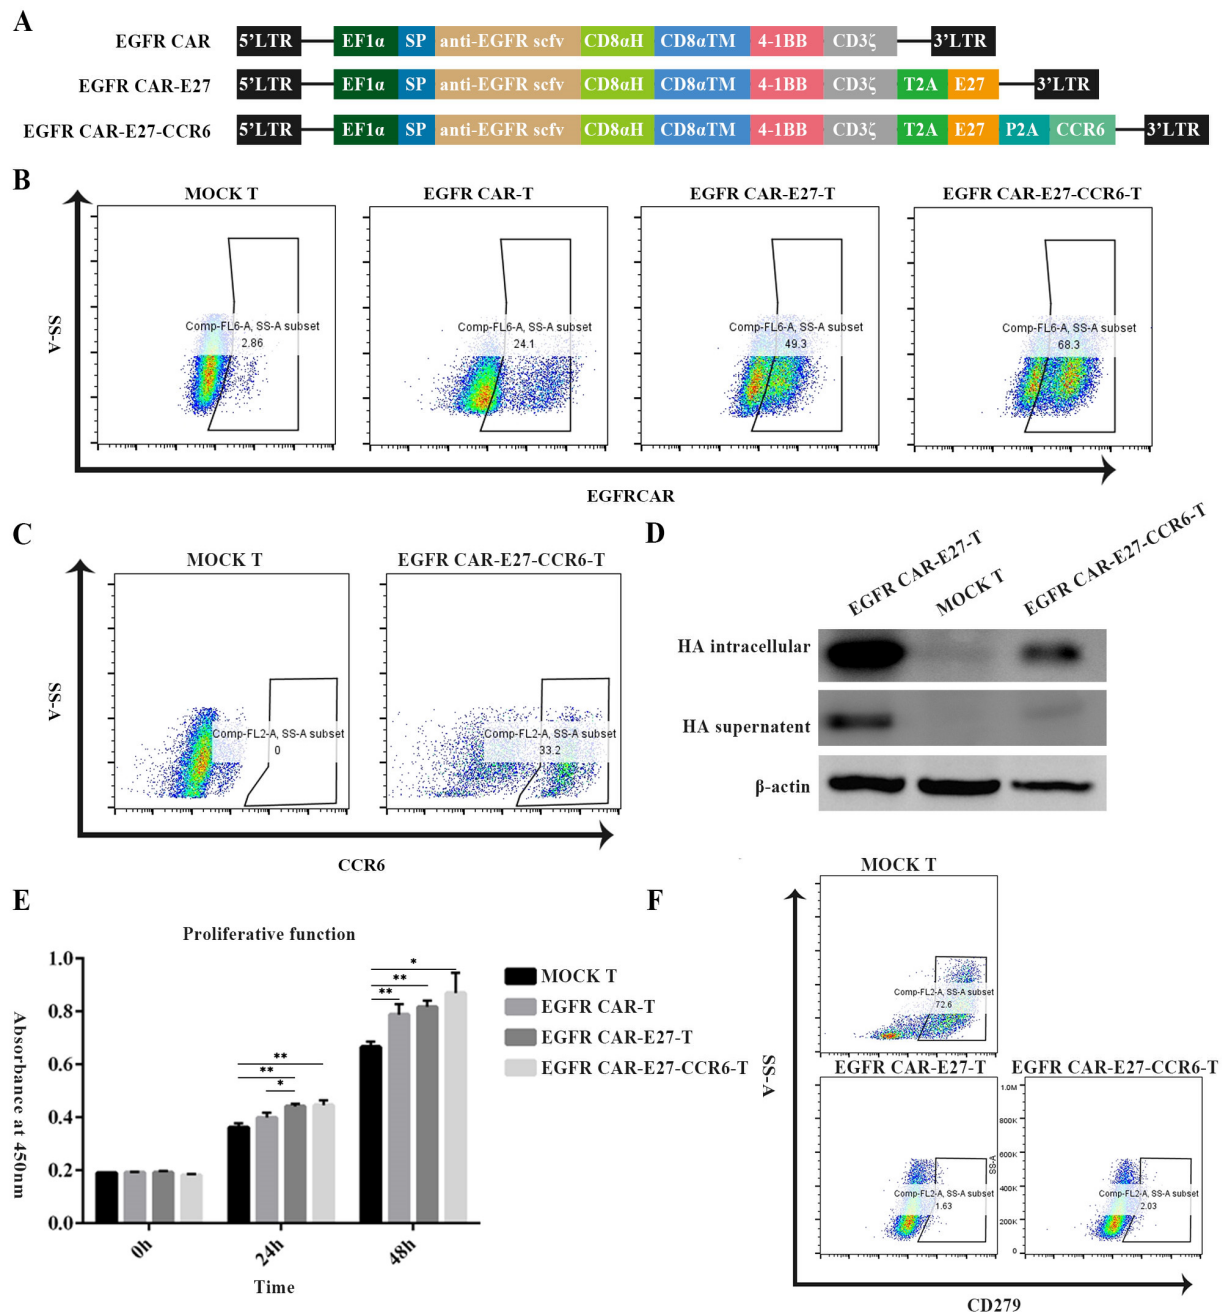 A
EGFR CAR 5'LTR EF1α SP anti-EGFR scfv CD8αH CD8αTM 4-1BB CD3ζ 3'LTR
EGFR CAR-E27 5'LTR EF1α SP anti-EGFR scfv CD8αH CD8αTM 4-1BB CD3ζ T2A E27 3'LTR
EGFR CAR-E27-CCR6 5'LTR EF1α SP anti-EGFR scfv CD8αH CD8αTM 4-1BB CD3ζ T2A E27 P2A CCR6 3'LTR
B
MOCK T EGFR CAR-T EGFR CAR-E27-T EGFR CAR-E27-CCR6-T
SS-A
Comp-FL6-A, SS-A subset
2.86
Comp-FL6-A, SS-A subset
24.1
Comp-FL6-A, SS-A subset
49.3
Comp-FL6-A, SS-A subset
68.3
EGFRCAR
C
MOCK T EGFR CAR-E27-CCR6-T
SS-A
Comp-FL2-A, SS-A subset
0
Comp-FL2-A, SS-A subset
33.2
CCR6
D
EGFR CAR-E27-T MOCK T EGFR CAR-E27-CCR6-T
HA intracellular
HA supernatent
β-actin
E
Proliferative function
Absorbance at 450nm
1.0
0.8
0.6
0.4
0.2
0.0
** ** *
** ** *
0h 24h 48h
Time
MOCK T
EGFR CAR-T
EGFR CAR-E27-T
EGFR CAR-E27-CCR6-T
F
MOCK T
Comp-FL2-A, SS-A subset
72.6
SS-A
EGFR CAR-E27-T EGFR CAR-E27-CCR6-T
Comp-FL2-A, SS-A subset
1.63
1.0M
800K
600K
400K
200K
0
SS-A
Comp-FL2-A, SS-A subset
2.03
CD279